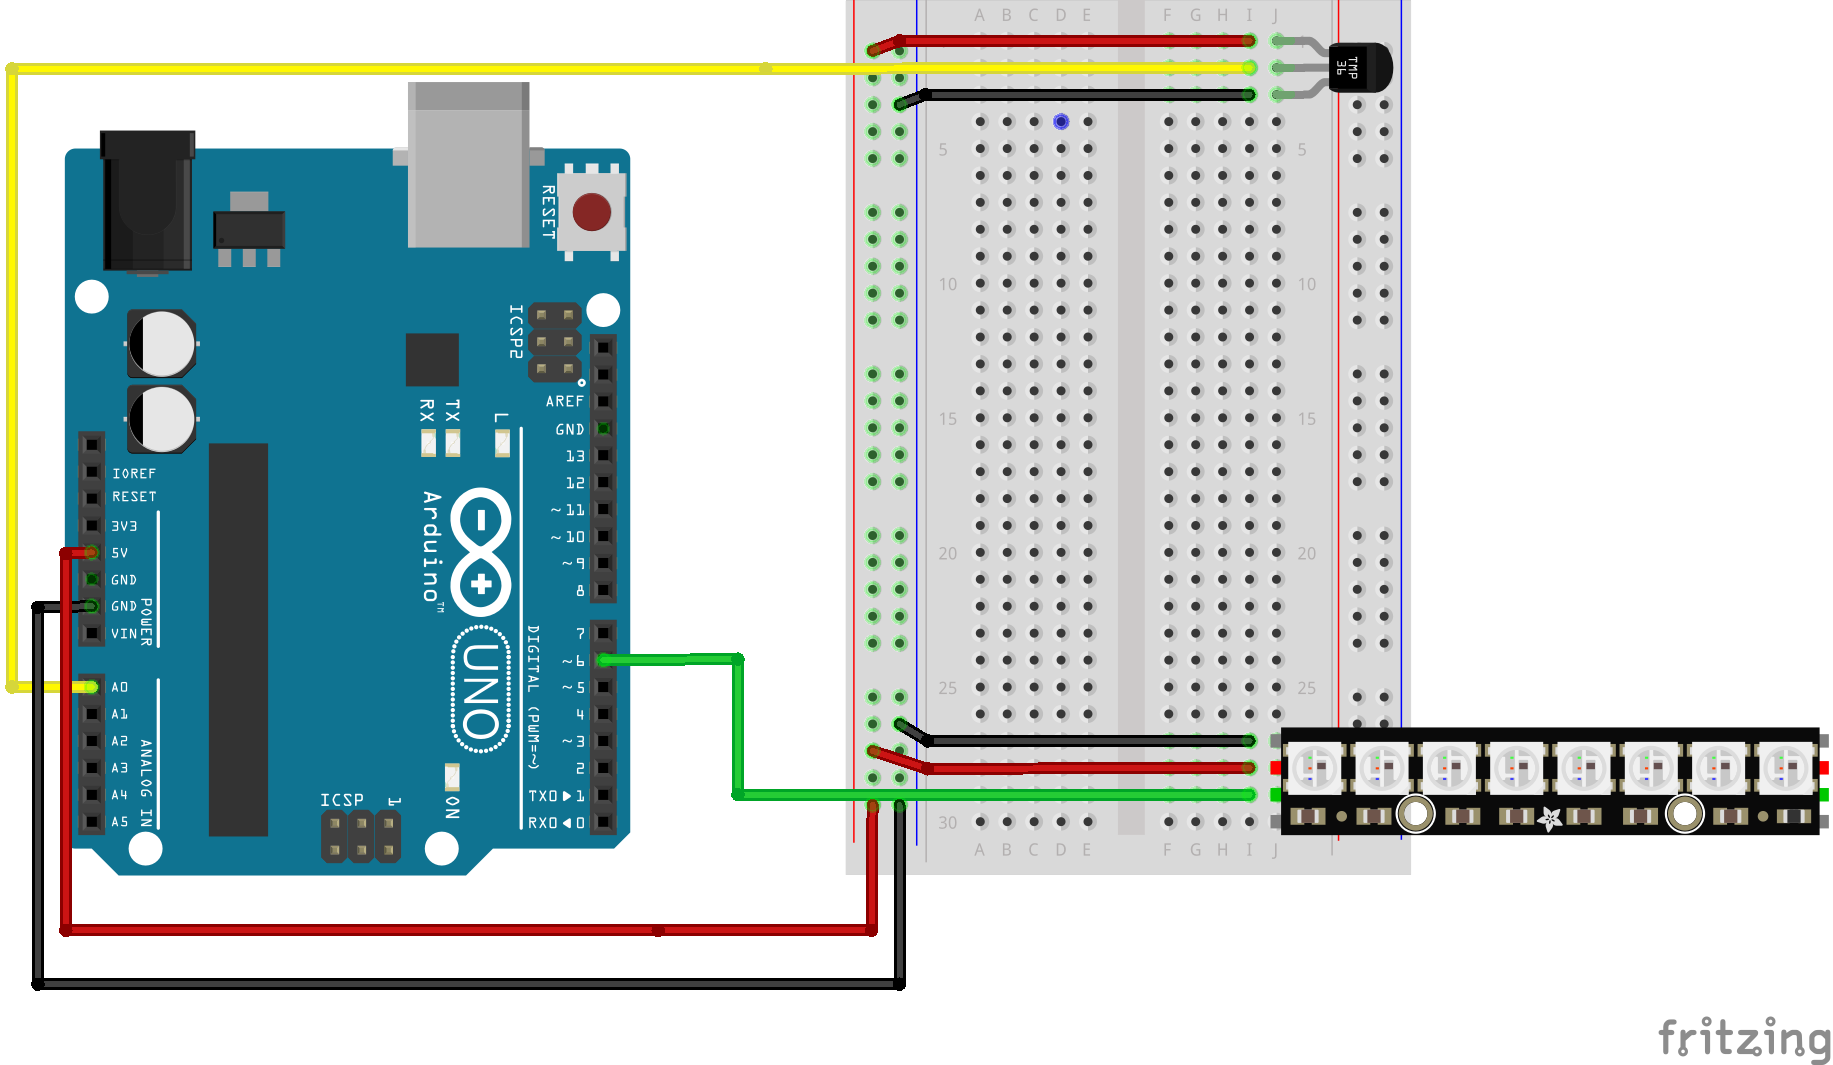 A B C D E F G H I J
TMP
36
RESET
ICSP2
AREF
GND
13
12
~11
~10
~9
8
7
~6
~5
4
~3
2
TX0▶1
RX0◀0
RX
TX
L
Arduino™
UNO
DIGITAL (PWM=~)
IOREF
RESET
3V3
5V
GND
GND
VIN
POWER
A0
A1
A2
A3
A4
A5
ANALOG IN
ICSP
1
ON
5 5
10 10
15 15
20 20
25 25
30
A B C D E F G H I J
fritzing